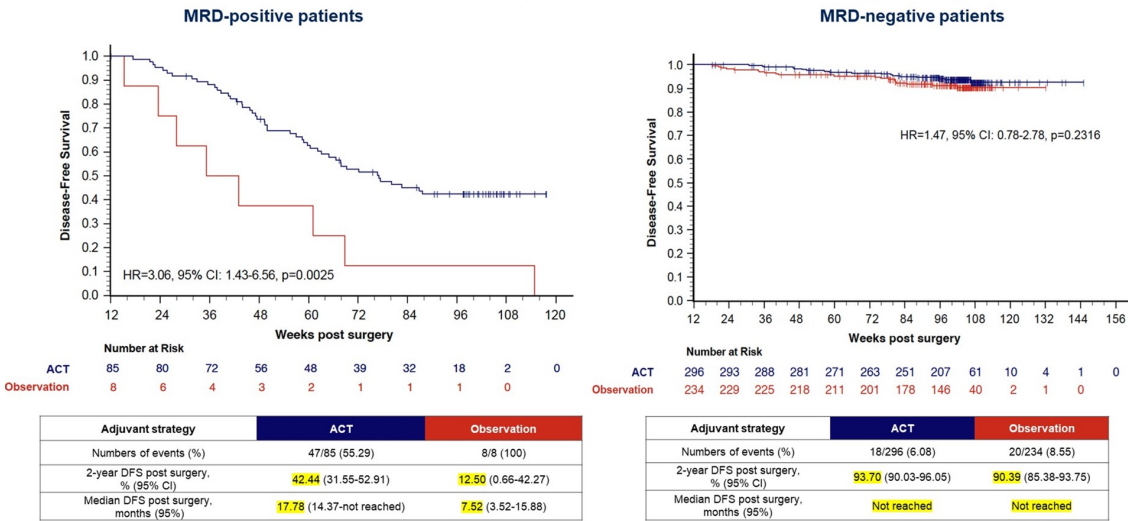 MRD-positive patients
Disease-Free Survival
1.0
0.9
0.8
0.7
0.6
0.5
0.4
0.3
0.2
0.1
0.0
HR=3.06, 95% CI: 1.43-6.56, p=0.0025
12 24 36 48 60 72 84 96 108 120
Weeks post surgery
Number at Risk
ACT 85 80 72 56 48 39 32 18 2 0
Observation 8 6 4 3 2 1 1 1 0
Adjuvant strategy ACT Observation
Numbers of events (%) 47/85 (55.29) 8/8 (100)
2-year DFS post surgery, % (95% CI) 42.44 (31.55-52.91) 12.50 (0.66-42.27)
Median DFS post surgery, months (95%) 17.78 (14.37-not reached) 7.52 (3.52-15.88)
MRD-negative patients
Disease-Free Survival
1.0
0.9
0.8
0.7
0.6
0.5
0.4
0.3
0.2
0.1
0.0
HR=1.47, 95% CI: 0.78-2.78, p=0.2316
12 24 36 48 60 72 84 96 108 120 132 144 156
Weeks post surgery
Number at Risk
ACT 296 293 288 281 271 263 251 207 61 10 4 1 0
Observation 234 229 225 218 211 201 178 146 40 2 1 0
Adjuvant strategy ACT Observation
Numbers of events (%) 18/296 (6.08) 20/234 (8.55)
2-year DFS post surgery, % (95% CI) 93.70 (90.03-96.05) 90.39 (85.38-93.75)
Median DFS post surgery, months (95%) Not reached Not reached